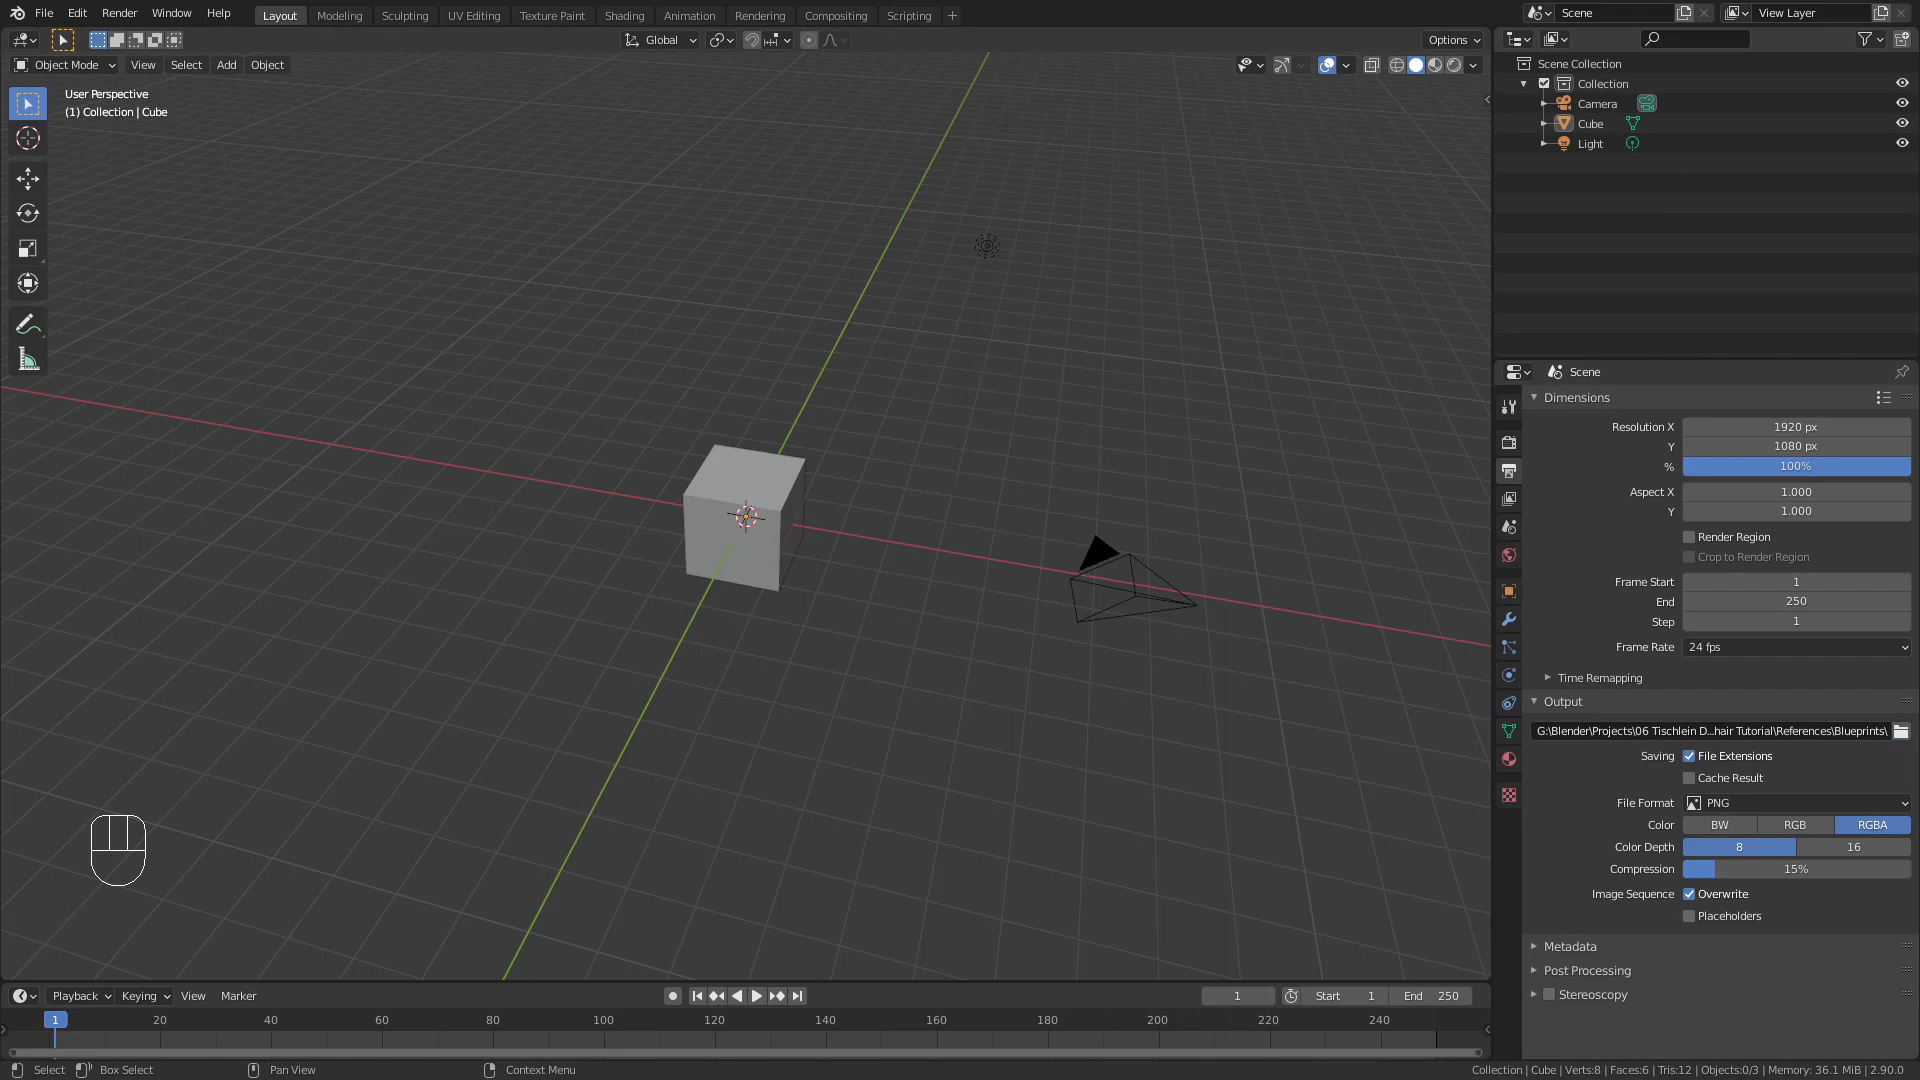 File Edit Render Window Help Layout Modeling Sculpting UV Editing Texture Paint Shading Animation Rendering Compositing Scripting + Scene View Layer
Global Options
Object Mode View Select Add Object
User Perspective
(1) Collection | Cube
Scene Collection
Collection
Camera
Cube
Light
Scene
Dimensions
Resolution X 1920 px
Y 1080 px
% 100%
Aspect X 1.000
Y 1.000
Render Region
Crop to Render Region
Frame Start 1
End 250
Step 1
Frame Rate 24 fps
Time Remapping
Output
G:\Blender\Projects\06 Tischlein D...hair Tutorial\References\Blueprints\
Saving File Extensions
Cache Result
File Format PNG
Color BW RGB RGBA
Color Depth 8 16
Compression 15%
Image Sequence Overwrite
Placeholders
Metadata
Post Processing
Stereoscopy
Playback Keying View Marker 1 Start 1 End 250
1 20 40 60 80 100 120 140 160 180 200 220 240
Select Box Select Pan View Context Menu Collection | Cube | Verts:8 | Faces:6 | Tris:12 | Objects:0/3 | Memory: 36.1 MiB | 2.90.0